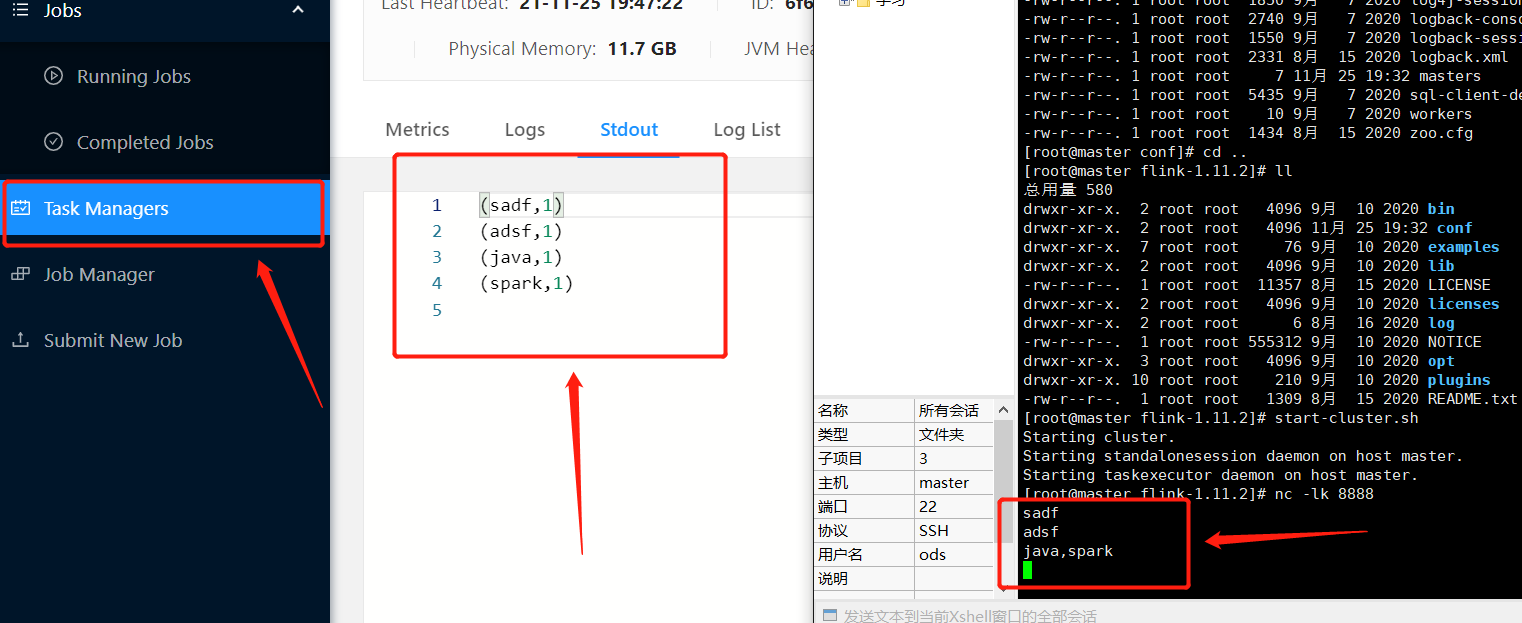 Jobs
Running Jobs
Completed Jobs
Task Managers
Job Manager
Submit New Job
Last Heartbeat: 21-11-25 19:47:22
ID: 6f6
Physical Memory: 11.7 GB
JVM Hea
Metrics Logs Stdout Log List
1 (sadf,1)
2 (adsf,1)
3 (java,1)
4 (spark,1)
5
学习
名称 所有会话
类型 文件夹
子项目 3
主机 master
端口 22
协议 SSH
用户名 ods
说明
-rw-r--r--. 1 root root 1850 9月 7 2020 log4j-session
-rw-r--r--. 1 root root 2740 9月 7 2020 logback-conso
-rw-r--r--. 1 root root 1550 9月 7 2020 logback-sessi
-rw-r--r--. 1 root root 2331 8月 15 2020 logback.xml
-rw-r--r--. 1 root root 7 11月 25 19:32 masters
-rw-r--r--. 1 root root 5435 9月 7 2020 sql-client-de
-rw-r--r--. 1 root root 10 9月 7 2020 workers
-rw-r--r--. 1 root root 1434 8月 15 2020 zoo.cfg
[root@master conf]# cd ..
[root@master flink-1.11.2]# ll
总用量 580
drwxr-xr-x. 2 root root 4096 9月 10 2020 bin
drwxr-xr-x. 2 root root 4096 11月 25 19:32 conf
drwxr-xr-x. 7 root root 76 9月 10 2020 examples
drwxr-xr-x. 2 root root 4096 9月 10 2020 lib
-rw-r--r--. 1 root root 11357 8月 15 2020 LICENSE
drwxr-xr-x. 2 root root 4096 9月 10 2020 licenses
drwxr-xr-x. 2 root root 6 8月 16 2020 log
-rw-r--r--. 1 root root 555312 9月 10 2020 NOTICE
drwxr-xr-x. 3 root root 4096 9月 10 2020 opt
drwxr-xr-x. 10 root root 210 9月 10 2020 plugins
-rw-r--r--. 1 root root 1309 8月 15 2020 README.txt
[root@master flink-1.11.2]# start-cluster.sh
Starting cluster.
Starting standalonesession daemon on host master.
Starting taskexecutor daemon on host master.
[root@master flink-1.11.2]# nc -lk 8888
sadf
adsf
java,spark
发送文本到当前Xshell窗口的全部会话